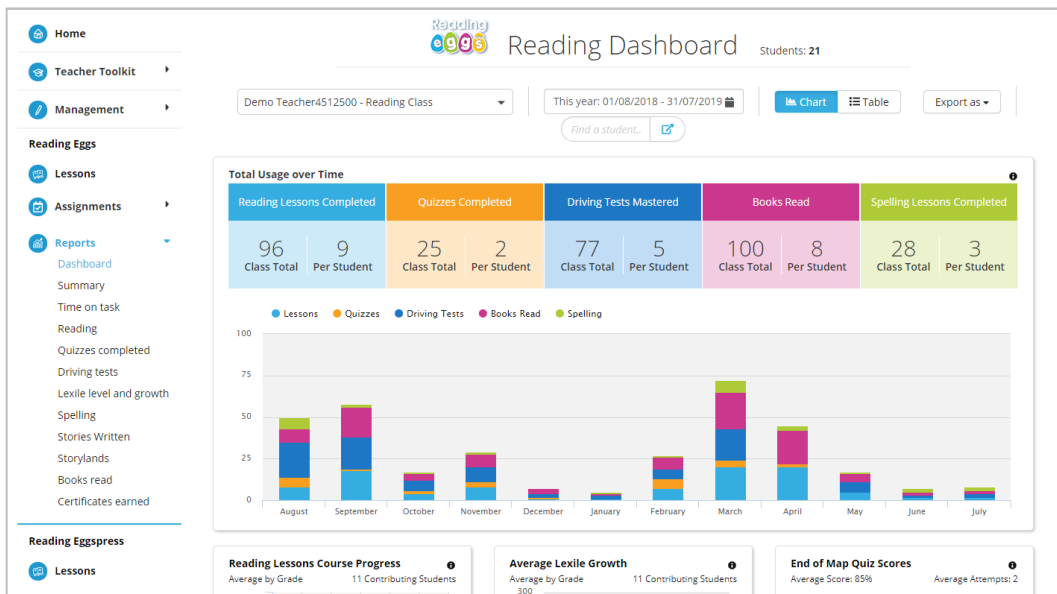 Home
Teacher Toolkit
Management
Reading Eggs
Lessons
Assignments
Reports
Dashboard
Summary
Time on task
Reading
Quizzes completed
Driving tests
Lexile level and growth
Spelling
Stories Written
Storylands
Books read
Certificates earned
Reading Eggspress
Lessons
Reading eggs Reading Dashboard Students: 21
Demo Teacher4512500 - Reading Class This year: 01/08/2018 - 31/07/2019 Chart Table Export as
Find a student..
Total Usage over Time
Reading Lessons Completed Quizzes Completed Driving Tests Mastered Books Read Spelling Lessons Completed
96 9 25 2 77 5 100 8 28 3
Class Total Per Student Class Total Per Student Class Total Per Student Class Total Per Student Class Total Per Student
Lessons Quizzes Driving Tests Books Read Spelling
100
75
50
25
0
August September October November December January February March April May June July
Reading Lessons Course Progress Average Lexile Growth End of Map Quiz Scores
Average by Grade 11 Contributing Students Average by Grade 11 Contributing Students Average Score: 85% Average Attempts: 2
300